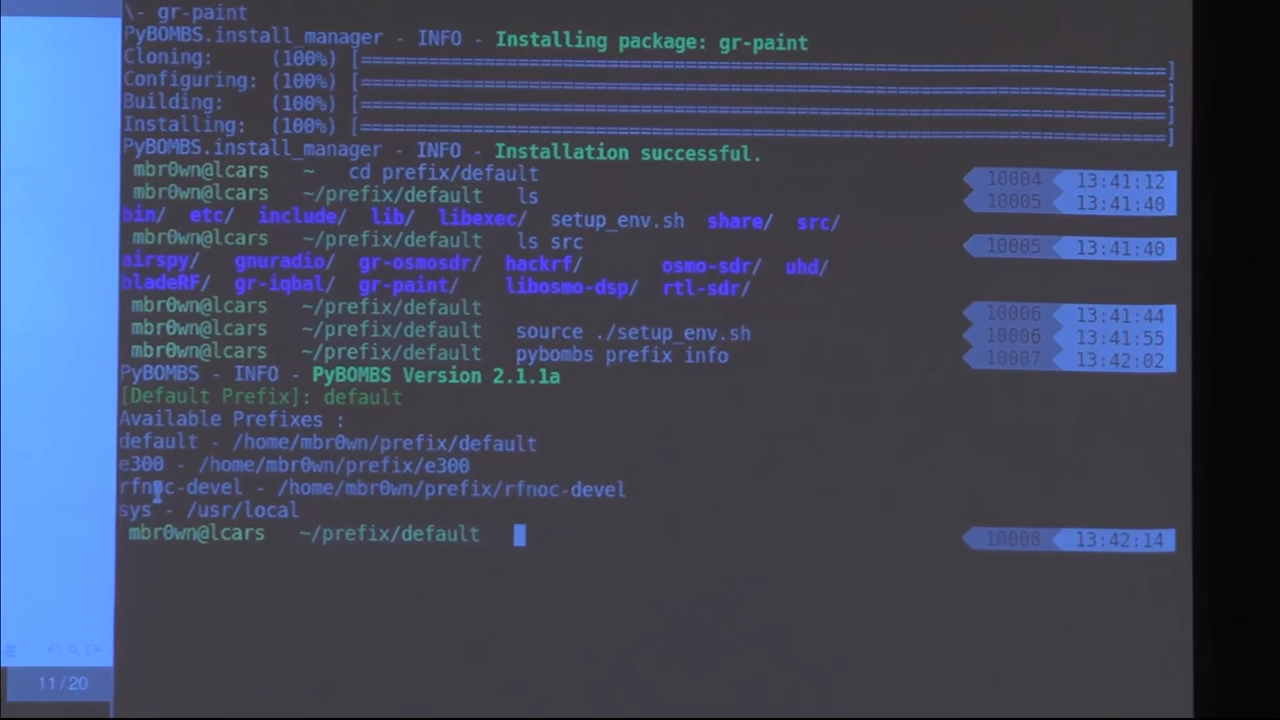 \- gr-paint
PyBOMBS.install_manager - INFO - Installing package: gr-paint
Cloning: (100%) [========================================================================]
Configuring: (100%) [========================================================================]
Building: (100%) [========================================================================]
Installing: (100%) [========================================================================]
PyBOMBS.install_manager - INFO - Installation successful.
mbr0wn@lcars ~ cd prefix/default 10004 13:41:12
mbr0wn@lcars ~/prefix/default ls 10005 13:41:40
bin/ etc/ include/ lib/ libexec/ setup_env.sh share/ src/
mbr0wn@lcars ~/prefix/default ls src 10005 13:41:40
airspy/ gnuradio/ gr-osmosdr/ hackrf/ osmo-sdr/ uhd/
bladeRF/ gr-iqbal/ gr-paint/ libosmo-dsp/ rtl-sdr/
mbr0wn@lcars ~/prefix/default 10006 13:41:44
mbr0wn@lcars ~/prefix/default source ./setup_env.sh 10006 13:41:55
mbr0wn@lcars ~/prefix/default pybombs prefix info 10007 13:42:02
PyBOMBS - INFO - PyBOMBS Version 2.1.1a
[Default Prefix]: default
Available Prefixes :
default - /home/mbr0wn/prefix/default
e300 - /home/mbr0wn/prefix/e300
rfnoc-devel - /home/mbr0wn/prefix/rfnoc-devel
sys - /usr/local
mbr0wn@lcars ~/prefix/default 10008 13:42:14
11/20